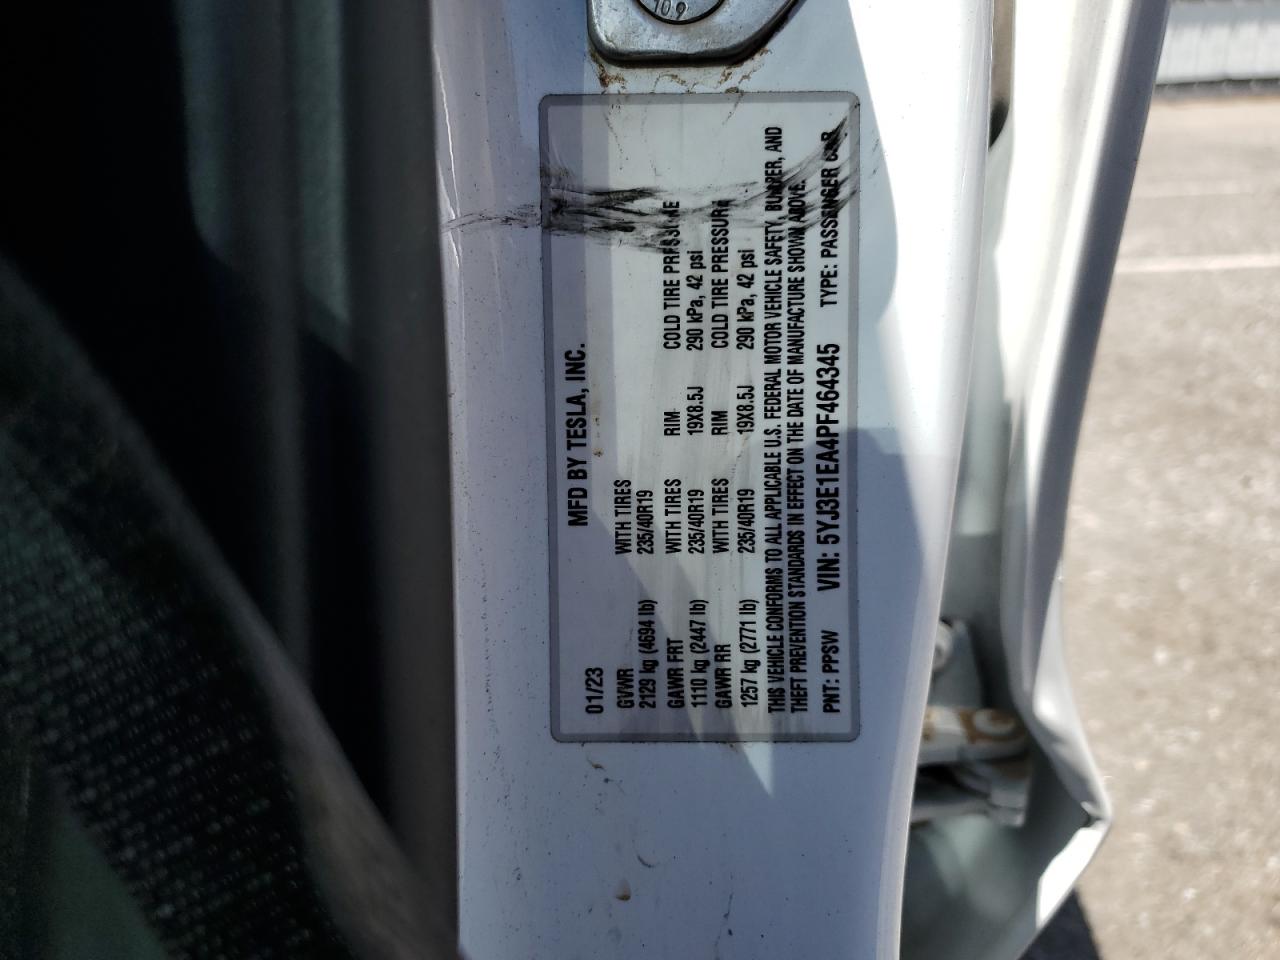 109
01/23 MFD BY TESLA, INC.
GVWR WITH TIRES
2129 kg (4694 lb) 235/40R19
GAWR FRT WITH TIRES RIM COLD TIRE PRESSURE
1110 kg (2447 lb) 235/40R19 19X8.5J 290 kPa, 42 psi
GAWR RR WITH TIRES RIM COLD TIRE PRESSURE
1257 kg (2771 lb) 235/40R19 19X8.5J 290 kPa, 42 psi
THIS VEHICLE CONFORMS TO ALL APPLICABLE U.S. FEDERAL MOTOR VEHICLE SAFETY, BUMPER, AND
THEFT PREVENTION STANDARDS IN EFFECT ON THE DATE OF MANUFACTURE SHOWN ABOVE.
PNT: PPSW VIN: 5YJ3E1EA4PF464345 TYPE: PASSENGER CAR